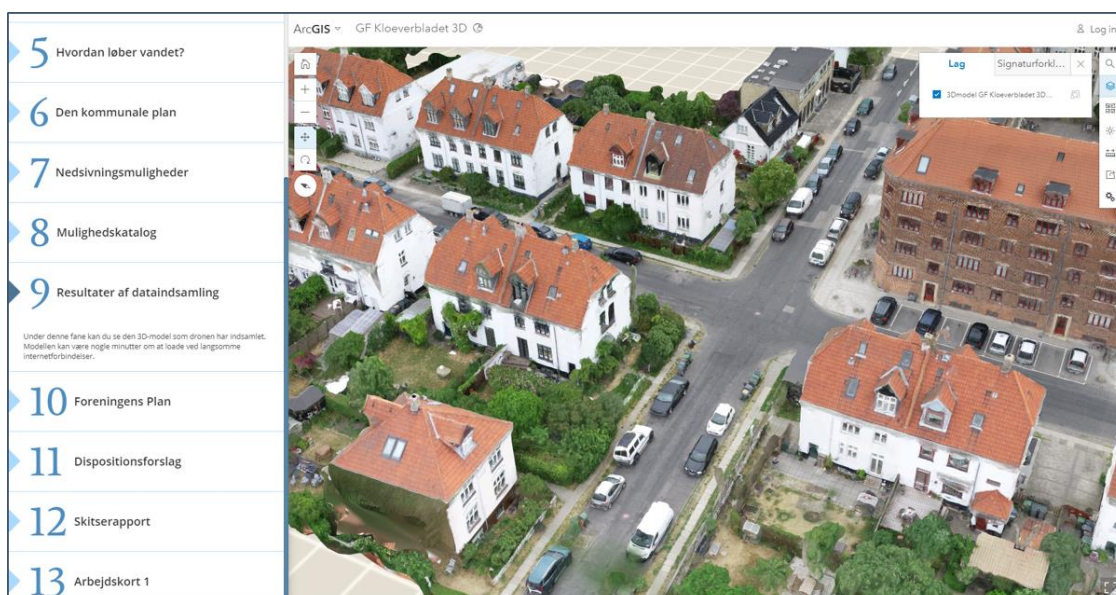 5 Hvordan løber vandet?
6 Den kommunale plan
7 Nedsivningsmuligheder
8 Mulighedskatalog
9 Resultater af dataindsamling
Under denne fane kan du se den 3D-model som dronen har indsamlet.
Modellen kan være nogle minutter om at loade ved langsomme
internetforbindelser.
10 Foreningens Plan
11 Dispositionsforslag
12 Skitserapport
13 Arbejdskort 1
ArcGIS
GF Kloeverbladet 3D
Log in
Lag
Signaturforkl...
3Dmodel GF Kloeverbladet 3D...